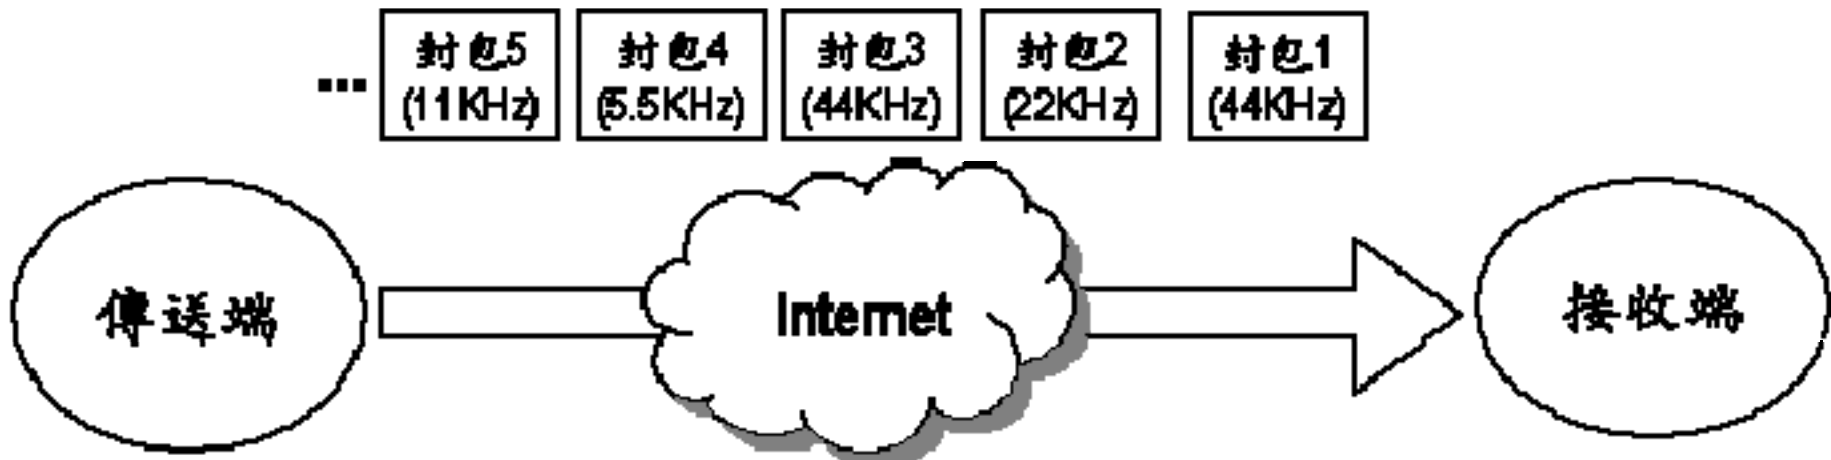 ... 封包5 封包4 封包3 封包2 封包1
(11KHz) (5.5KHz) (44KHz) (22KHz) (44KHz)
傳送端 Internet 接收端